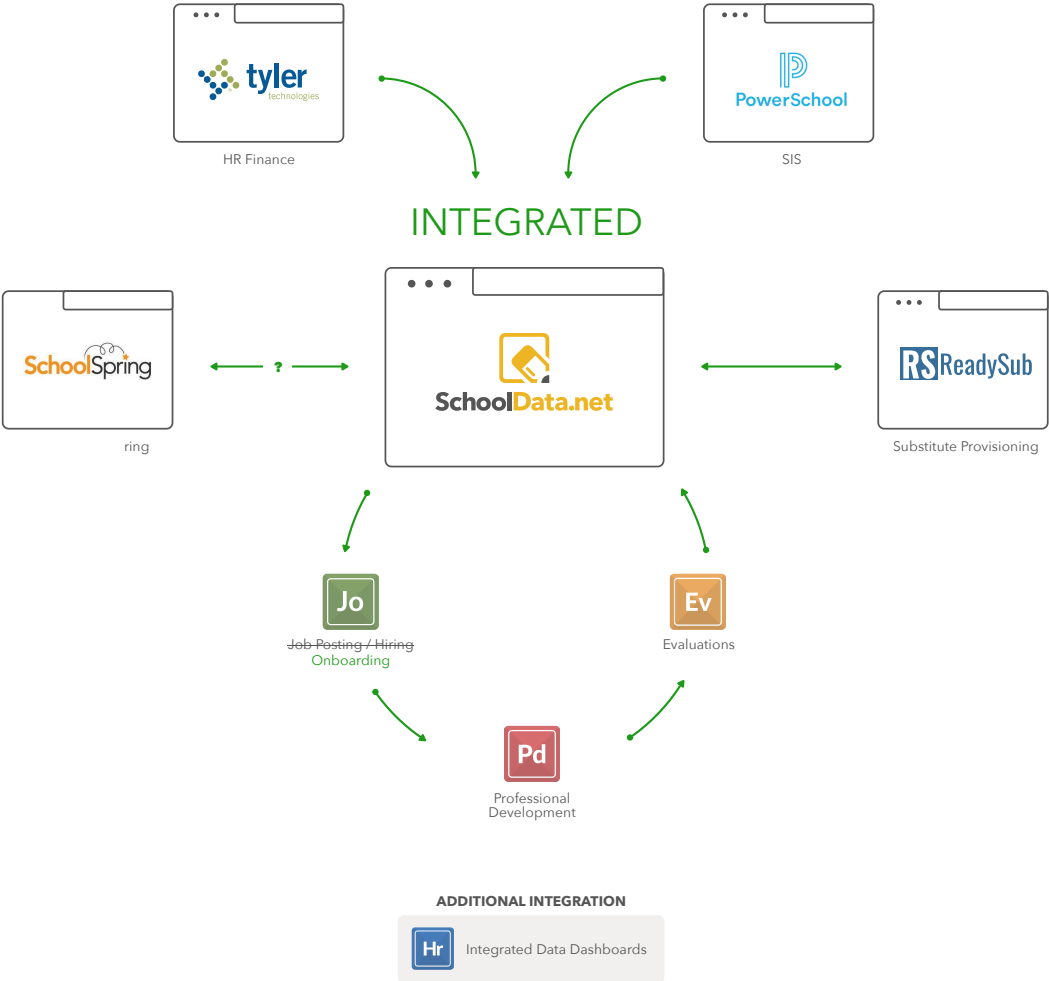 tyler
technologies
HR Finance
PowerSchool
SIS
INTEGRATED
SchoolSpring
ring
?
SchoolData.net
RS ReadySub
Substitute Provisioning
Jo
Job Posting / Hiring
Onboarding
Ev
Evaluations
Pd
Professional
Development
ADDITIONAL INTEGRATION
Hr Integrated Data Dashboards